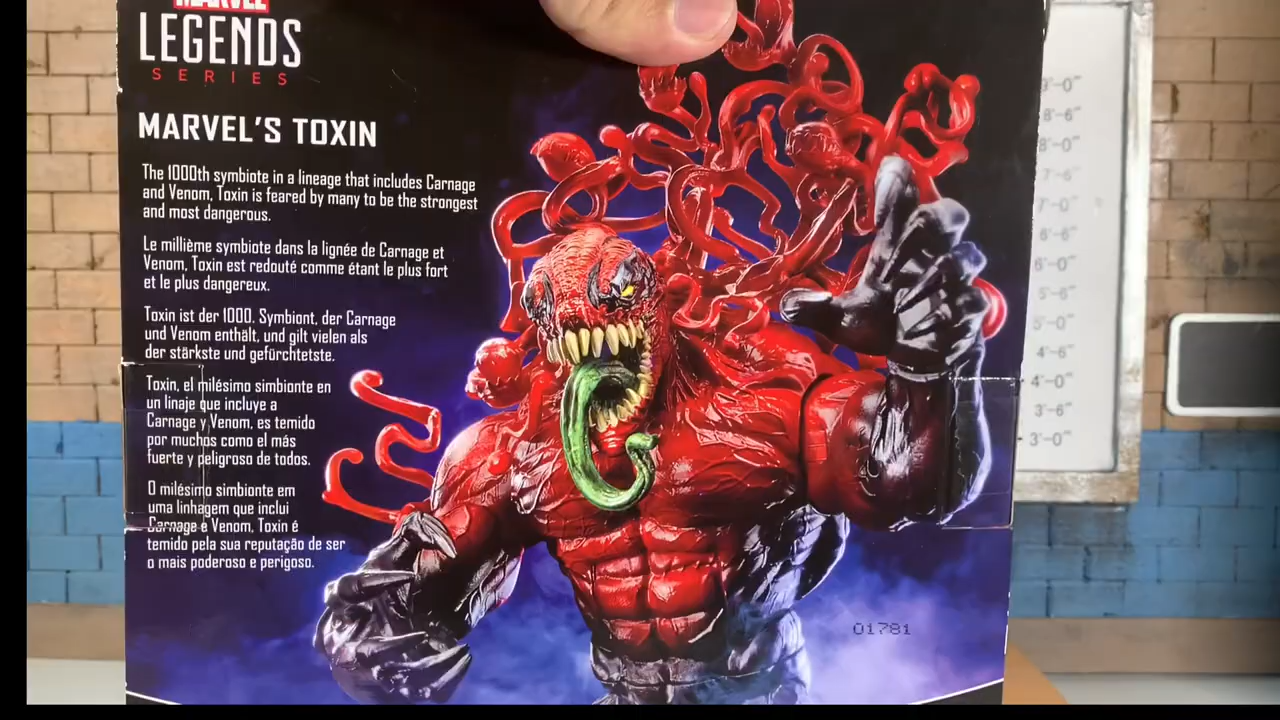 MARVEL
LEGENDS
SERIES
MARVEL'S TOXIN
The 1000th symbiote in a lineage that includes Carnage
and Venom, Toxin is feared by many to be the strongest
and most dangerous.
Le millième symbiote dans la lignée de Carnage et
Venom, Toxin est redouté comme étant le plus fort
et le plus dangereux.
Toxin ist der 1000. Symbiont, der Carnage
und Venom enthält, und gilt vielen als
der stärkste und gefürchtetste.
Toxin, el milésimo simbionte en
un linaje que incluye a
Carnage y Venom, es temido
por muchos como el más
fuerte y peligroso de todos.
O milésimo simbionte em
uma linhagem que inclui
Carnage e Venom, Toxin é
temido pela sua reputação de ser
o mais poderoso e perigoso.
01781
9'-0"
8'-6"
8'-0"
7'-6"
7'-0"
6'-6"
6'-0"
5'-6"
5'-0"
4'-6"
4'-0"
3'-6"
3'-0"